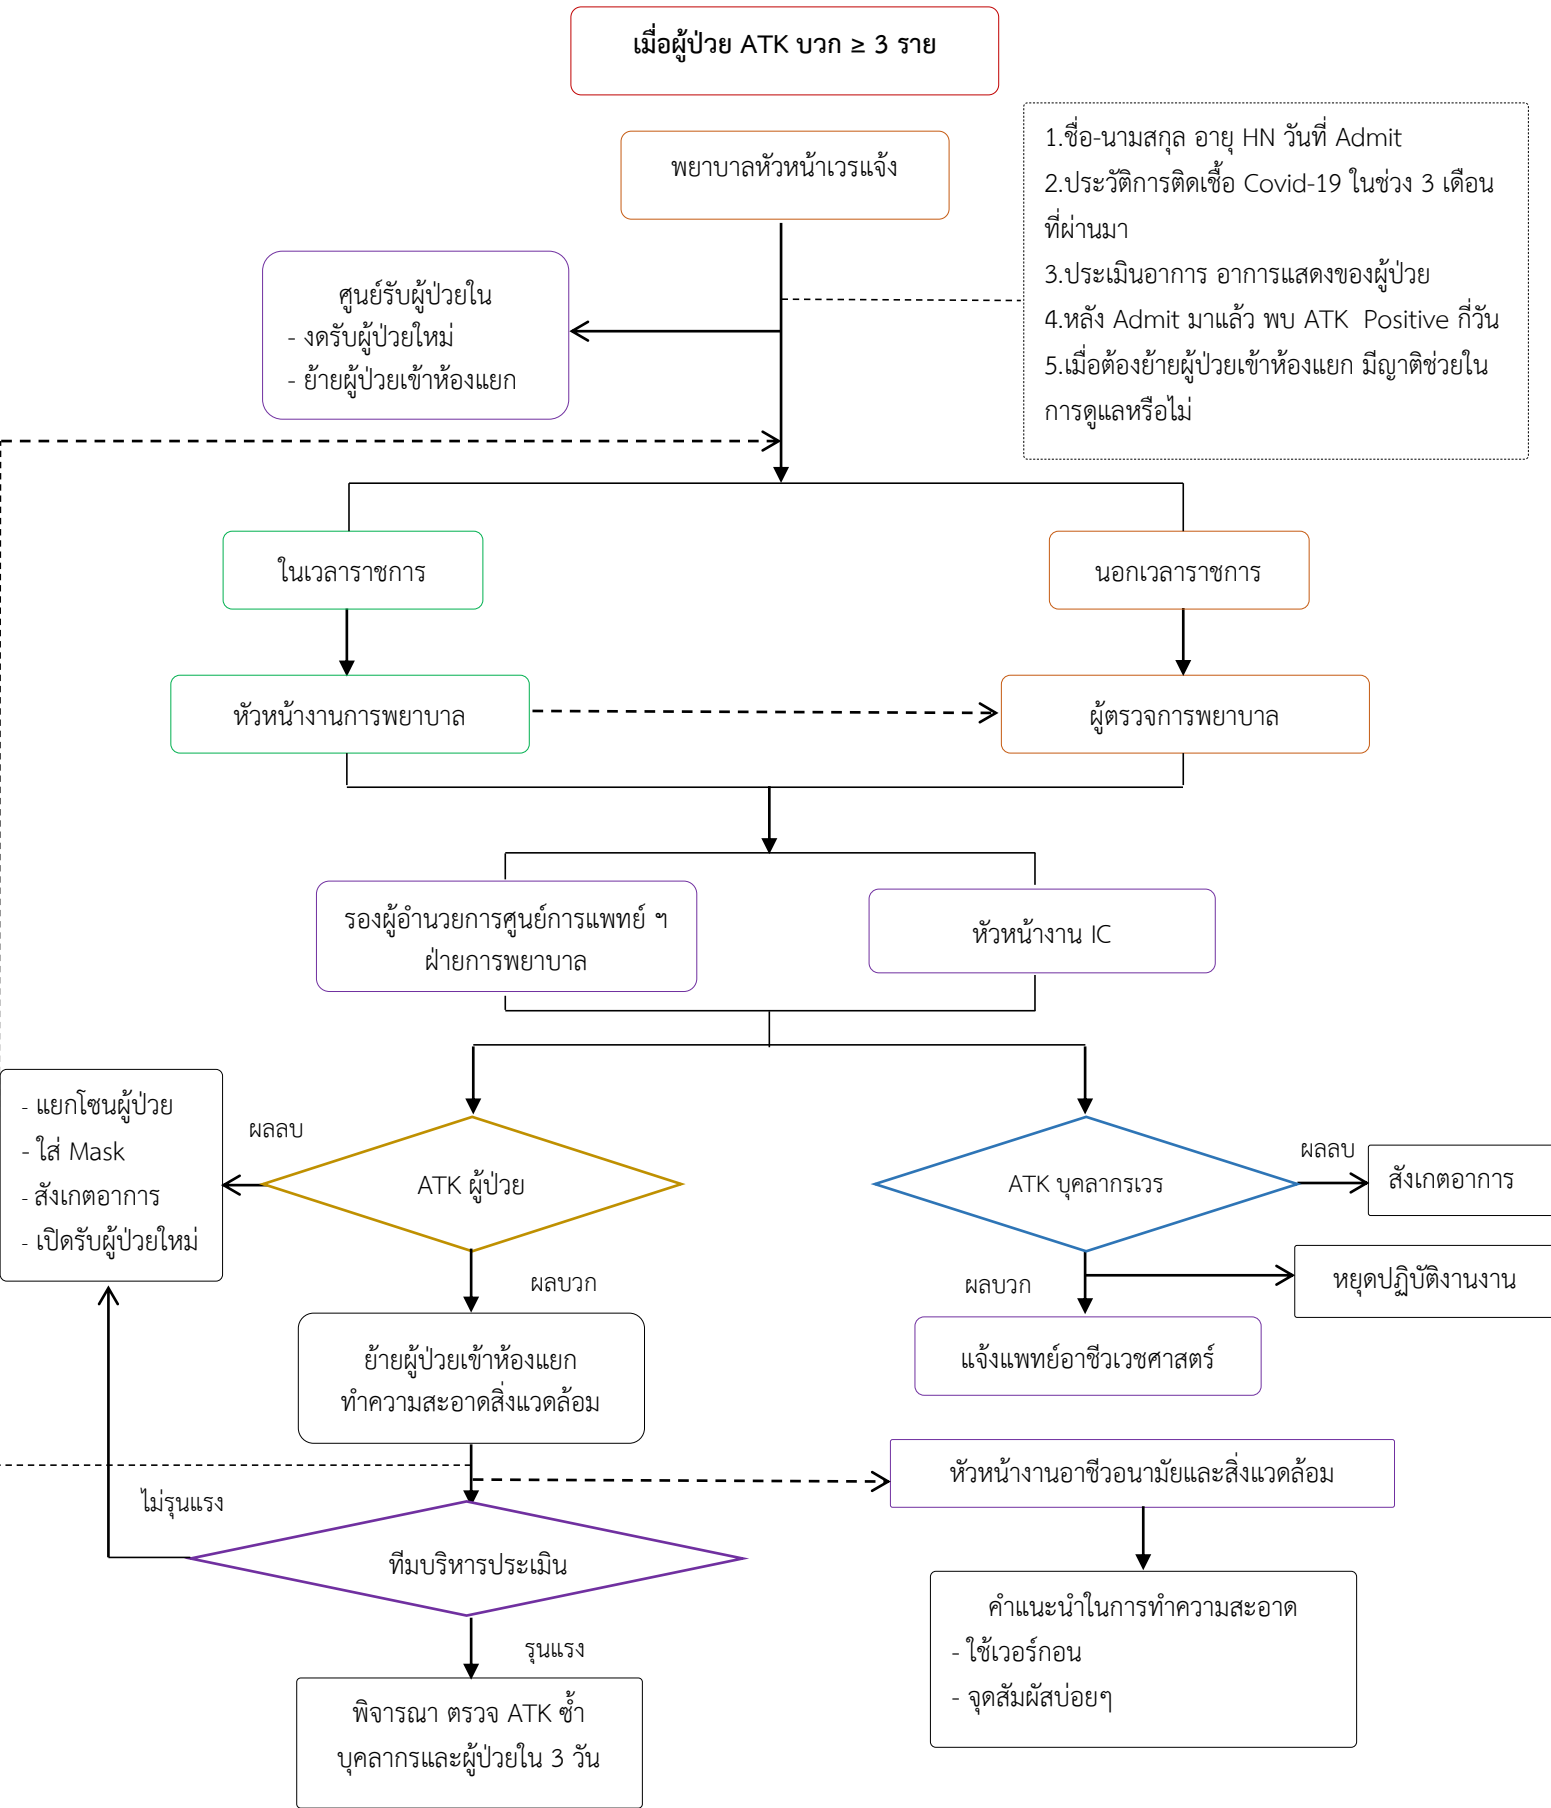 เมื่อผู้ป่วย ATK บวก ≥ 3 ราย
พยาบาลหัวหน้าเวรแจ้ง
1.ชื่อ-นามสกุล อายุ HN วันที่ Admit
2.ประวัติการติดเชื้อ Covid-19 ในช่วง 3 เดือน
ที่ผ่านมา
3.ประเมินอาการ อาการแสดงของผู้ป่วย
4.หลัง Admit มาแล้ว พบ ATK Positive กี่วัน
5.เมื่อต้องย้ายผู้ป่วยเข้าห้องแยก มีญาติช่วยใน
การดูแลหรือไม่
ศูนย์รับผู้ป่วยใน
- งดรับผู้ป่วยใหม่
- ย้ายผู้ป่วยเข้าห้องแยก
ในเวลาราชการ
นอกเวลาราชการ
หัวหน้างานการพยาบาล
ผู้ตรวจการพยาบาล
รองผู้อำนวยการศูนย์การแพทย์ ฯ
ฝ่ายการพยาบาล
หัวหน้างาน IC
- แยกโซนผู้ป่วย
- ใส่ Mask
- สังเกตอาการ
- เปิดรับผู้ป่วยใหม่
ผลลบ
ATK ผู้ป่วย
ATK บุคลากรเวร
ผลลบ
สังเกตอาการ
ผลบวก
ผลบวก
หยุดปฏิบัติงานงาน
ย้ายผู้ป่วยเข้าห้องแยก
ทำความสะอาดสิ่งแวดล้อม
แจ้งแพทย์อาชีวเวชศาสตร์
หัวหน้างานอาชีวอนามัยและสิ่งแวดล้อม
ไม่รุนแรง
ทีมบริหารประเมิน
คำแนะนำในการทำความสะอาด
- ใช้เวอร์กอน
- จุดสัมผัสบ่อยๆ
รุนแรง
พิจารณา ตรวจ ATK ซ้ำ
บุคลากรและผู้ป่วยใน 3 วัน